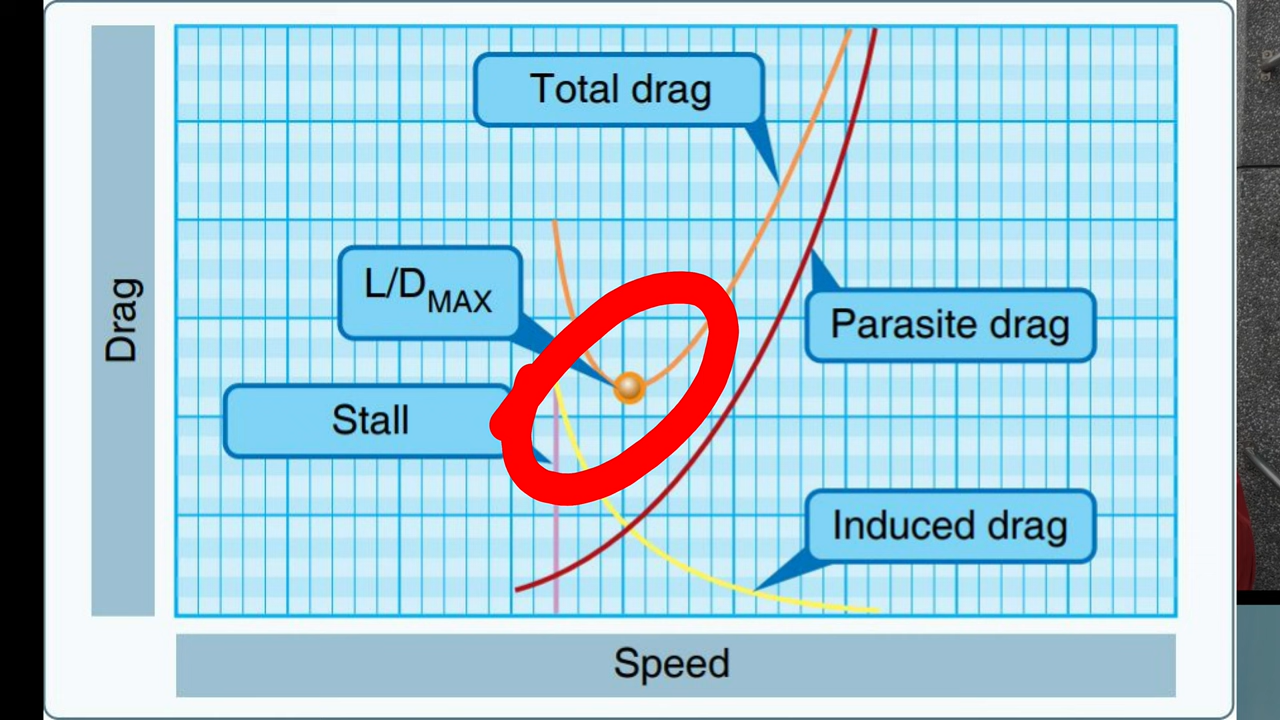 Total drag
L/DMAX
Parasite drag
Stall
Induced drag
Drag
Speed